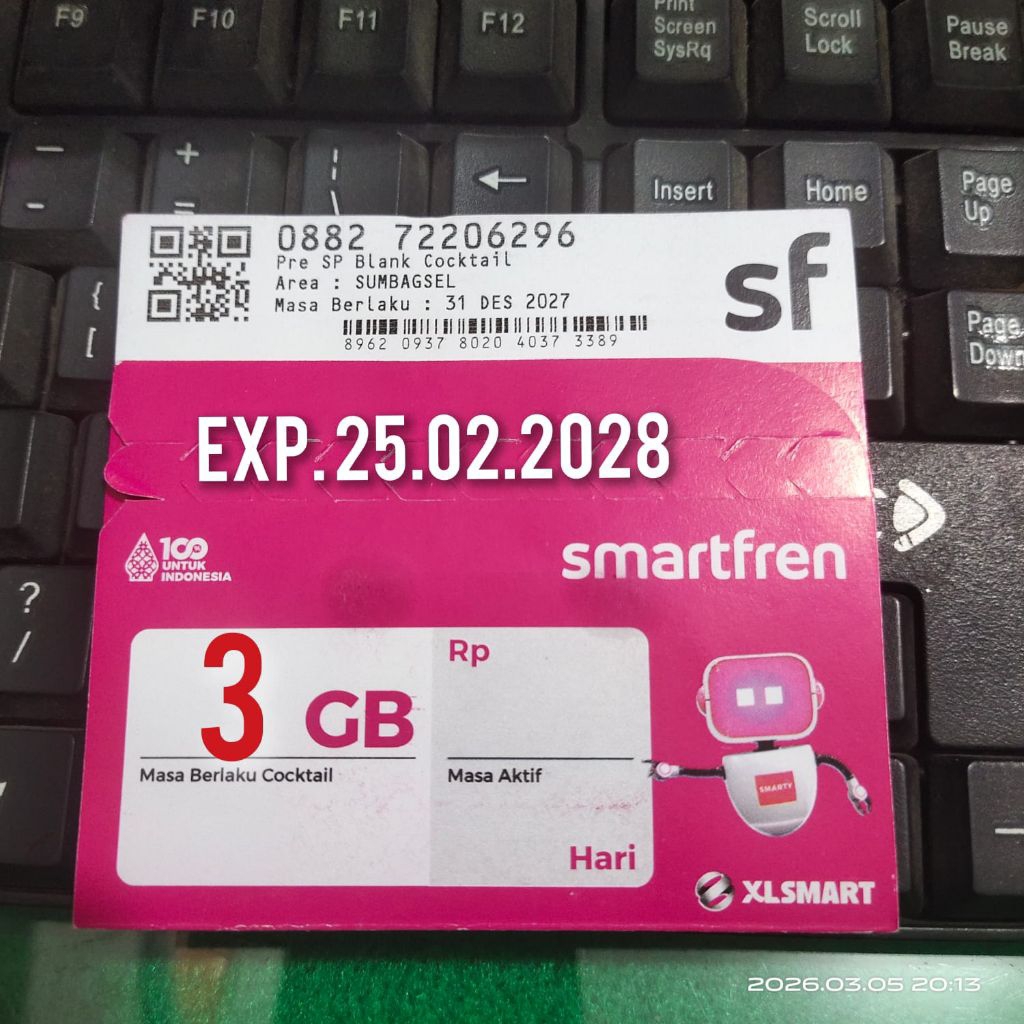 F9 F10 F11 F12
Print Screen SysRq
Scroll Lock
Pause Break
Insert
Home
Page Up
Page Down
0882 72206296
Pre SP Blank Cocktail
Area : SUMBAGSEL
Masa Berlaku : 31 DES 2027
8962 0937 8020 4037 3389
sf
EXP.25.02.2028
100
UNTUK
INDONESIA
smartfren
3 GB
Rp
Masa Berlaku Cocktail
Masa Aktif
Hari
SMARTY
XLSMART
2026.03.05 20:13